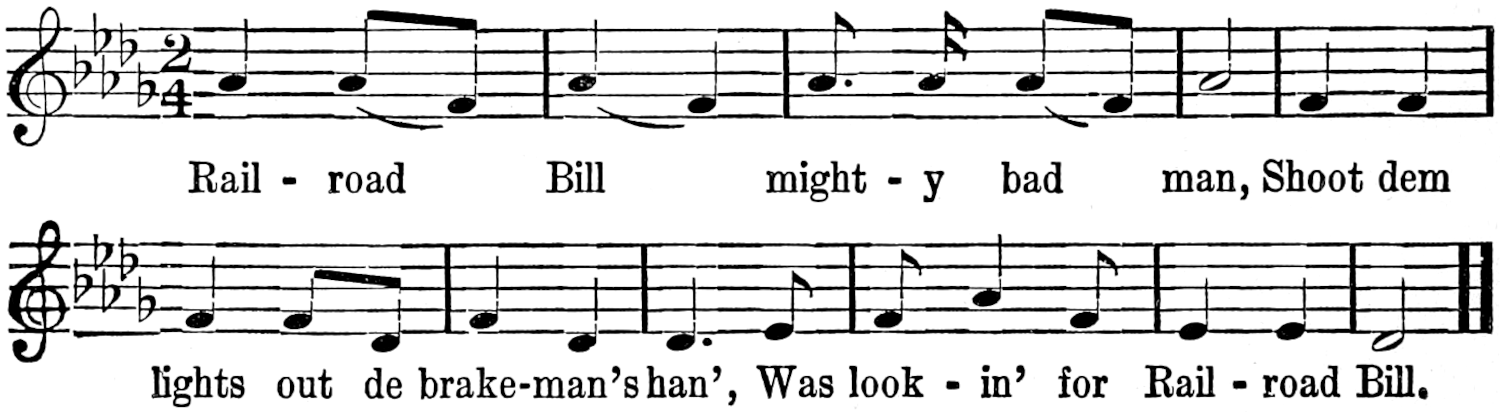 2
4
Rail - road Bill might - y bad man, Shoot dem
lights out de brake-man's han', Was look - in' for Rail - road Bill.